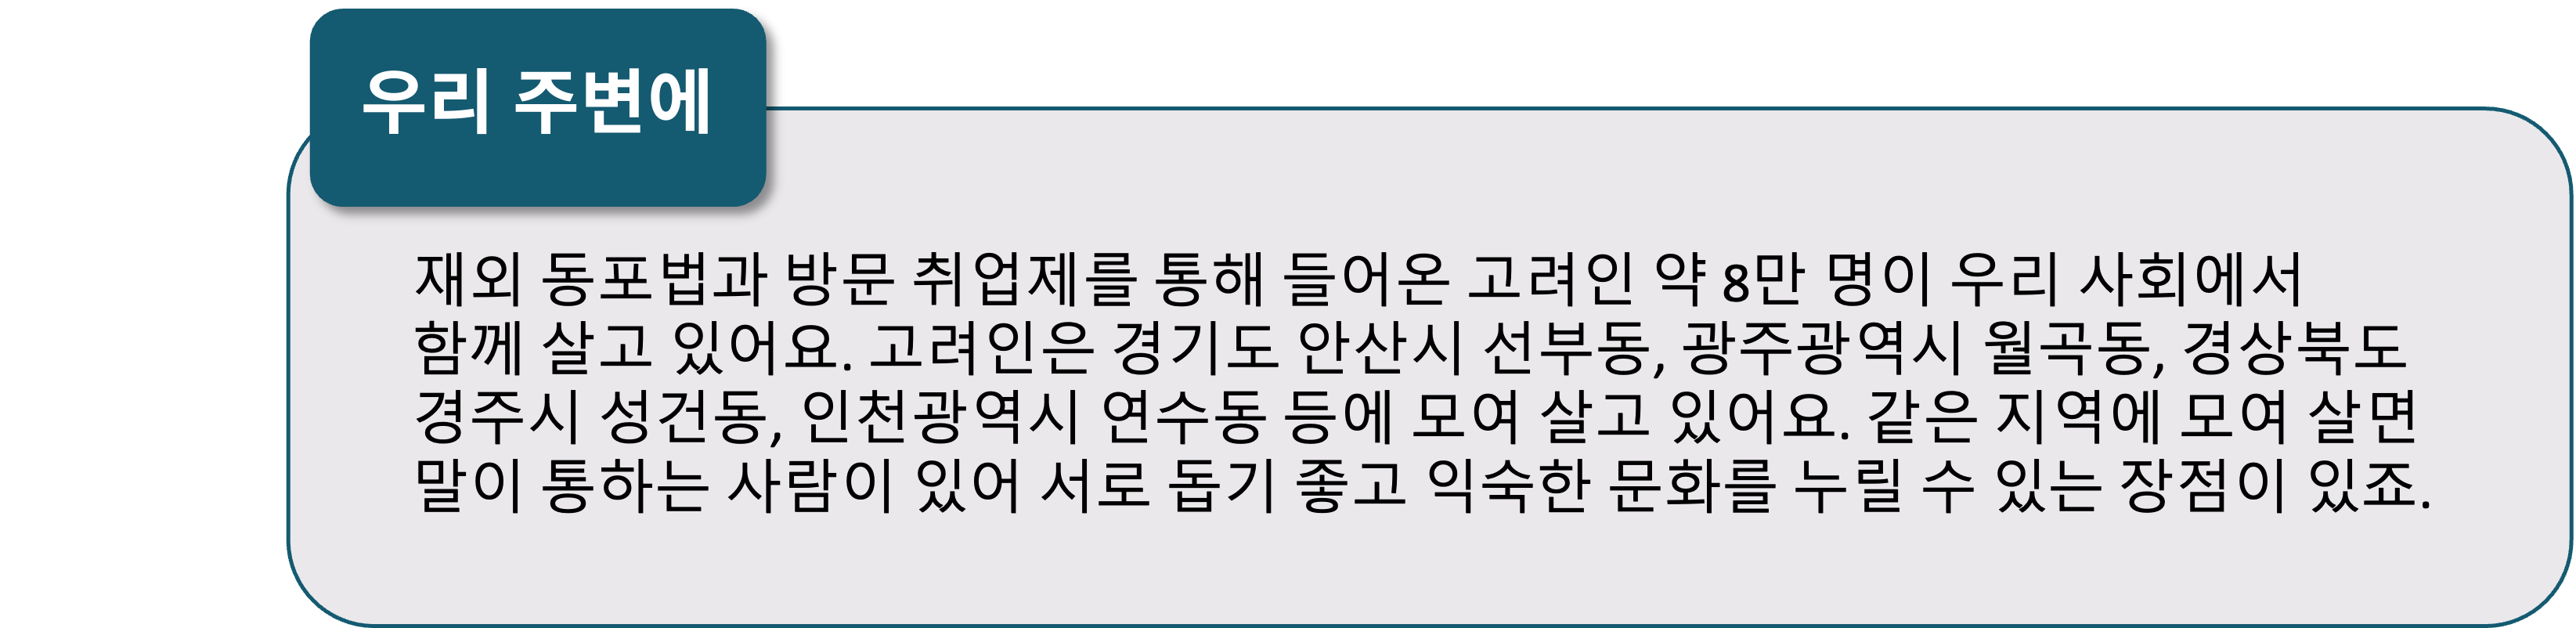 우리 주변에
재외 동포법과 방문 취업제를 통해 들어온 고려인 약 8만 명이 우리 사회에서
함께 살고 있어요. 고려인은 경기도 안산시 선부동, 광주광역시 월곡동, 경상북도
경주시 성건동, 인천광역시 연수동 등에 모여 살고 있어요. 같은 지역에 모여 살면
말이 통하는 사람이 있어 서로 돕기 좋고 익숙한 문화를 누릴 수 있는 장점이 있죠.